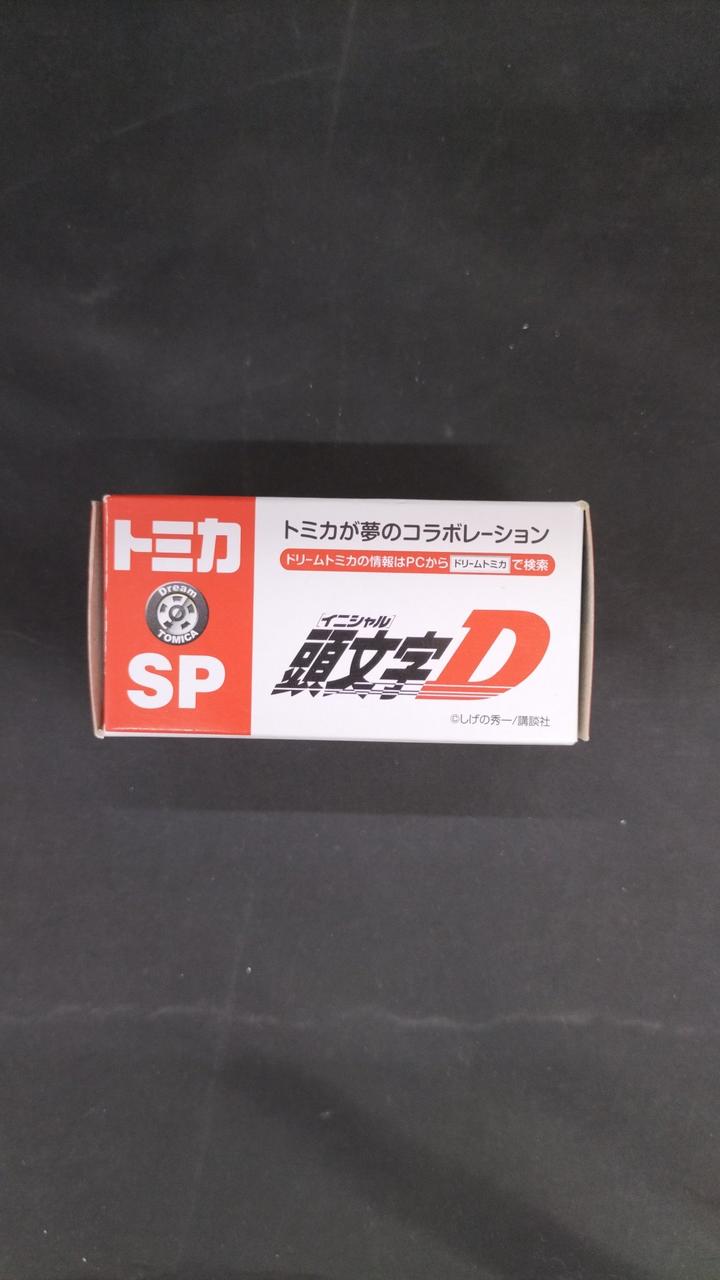 トミカ
Dream
TOMICA
SP
トミカが夢のコラボレーション
ドリームトミカの情報はPCから ドリームトミカ で検索
[イニシャル]
頭文字D
©しげの秀一/講談社